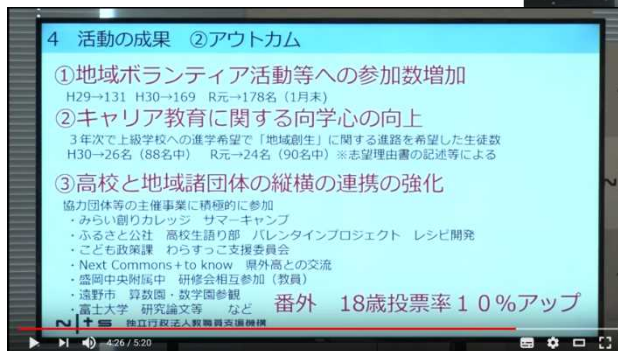 4 活動の成果 ②アウトカム
①地域ボランティア活動等への参加数増加
H29→131 H30→169 R元→178名（1月末）
②キャリア教育に関する向学心の向上
３年次で上級学校への進学希望で「地域創生」に関する進路を希望した生徒数
H30→26名（88名中） R元→24名（90名中）※志望理由書の記述等による
③高校と地域諸団体の縦横の連携の強化
協力団体等の主催事業に積極的に参加
・みらい創りカレッジ サマーキャンプ
・ふるさと公社 高校生語り部 バレンタインプロジェクト レシピ開発
・こども政策課 わらすっこ支援委員会
・Next Commons＋to know 県外高との交流
・盛岡中央附属中 研修会相互参加（教員）
・遠野市 算数園・数学園参観
・富士大学 研究論文等 など
番外 18歳投票率１０％アップ
NITS 独立行政法人教職員支援機構
4:26 / 5:20